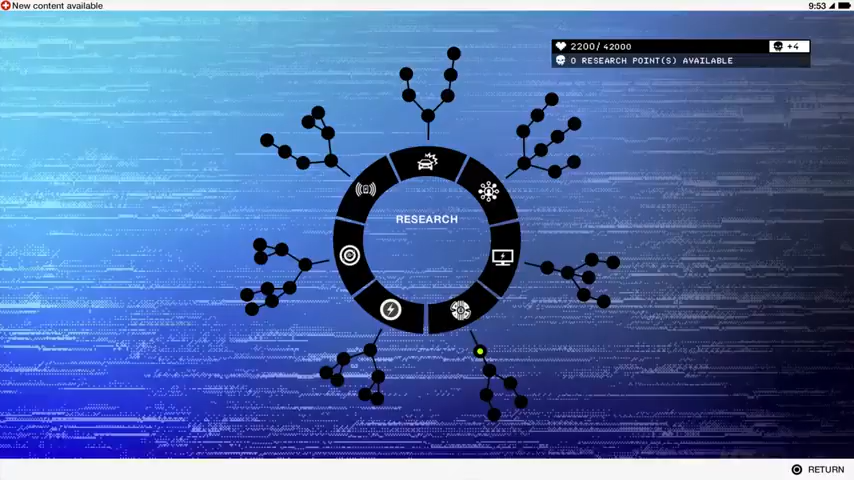 New content available
9:53
2200/ 42000
+4
0 RESEARCH POINT(S) AVAILABLE
RESEARCH
RETURN